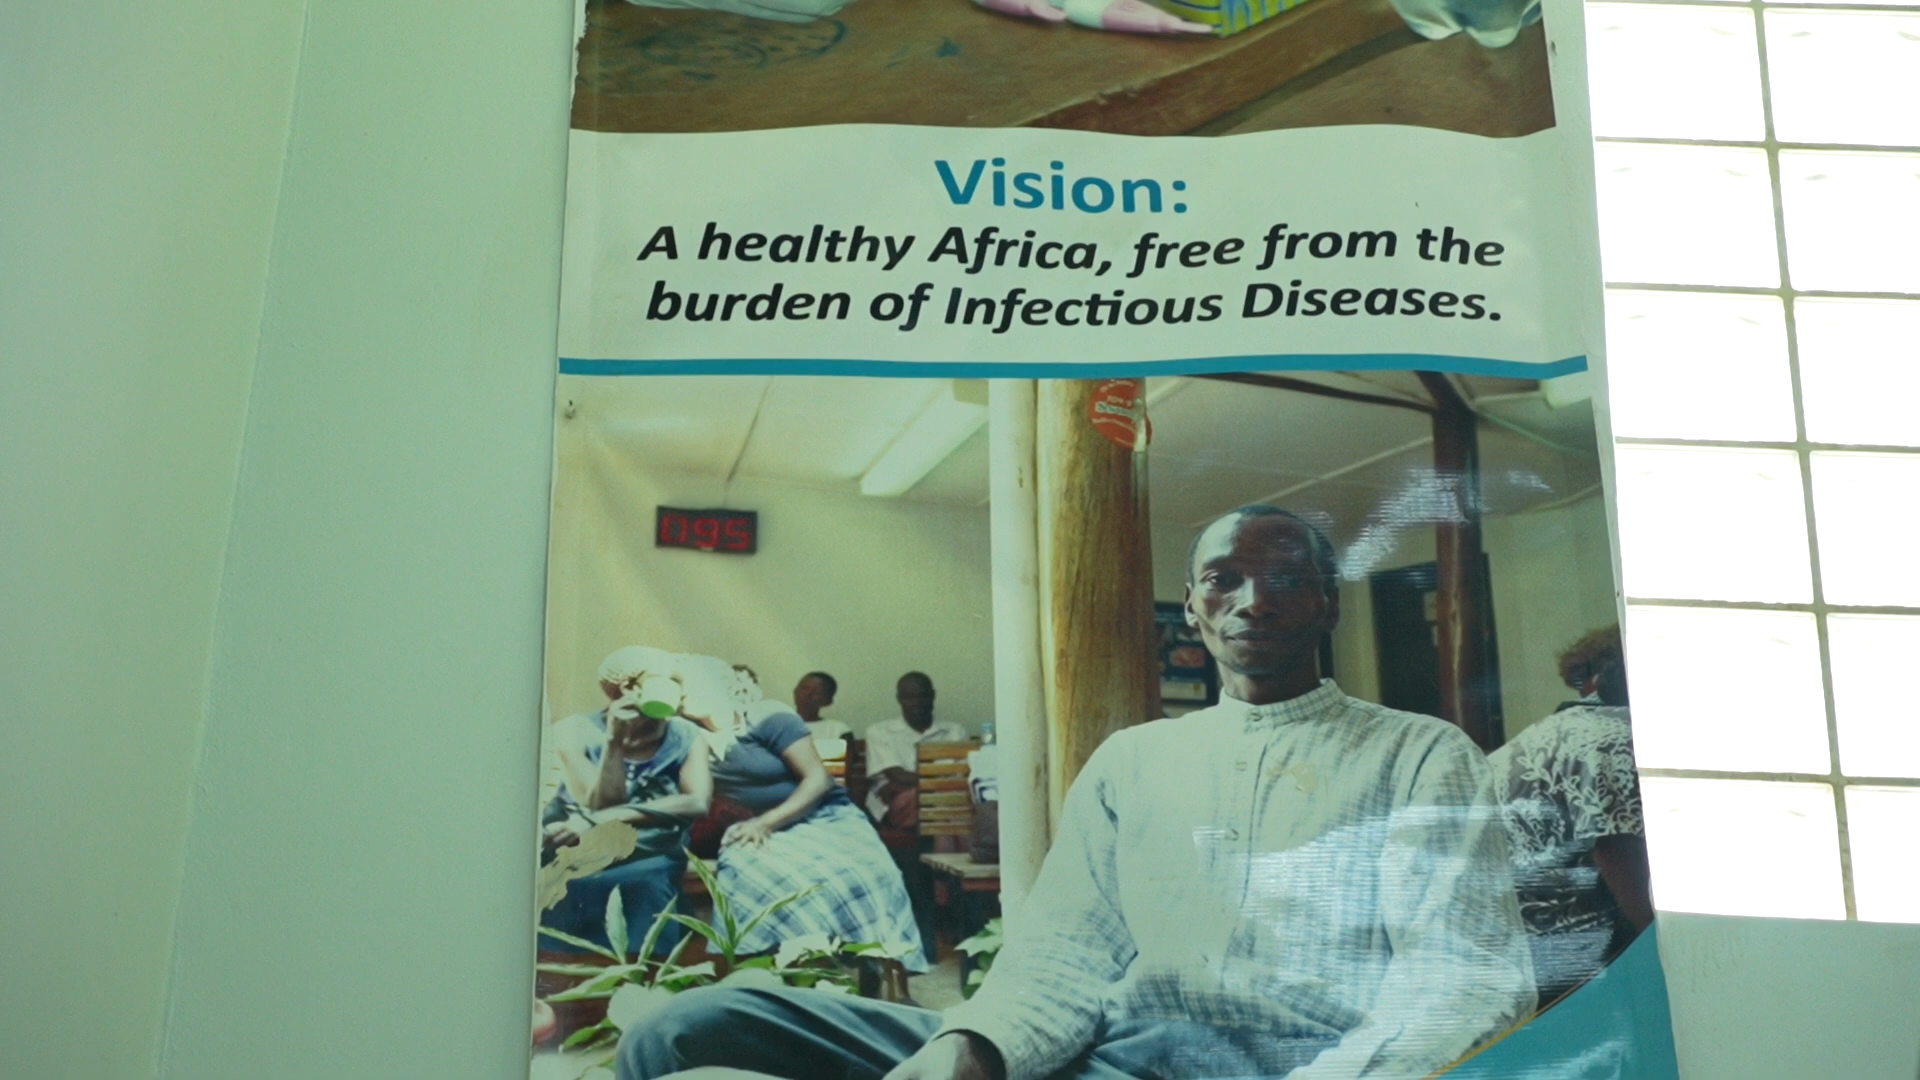 Vision:
A healthy Africa, free from the
burden of Infectious Diseases.
095